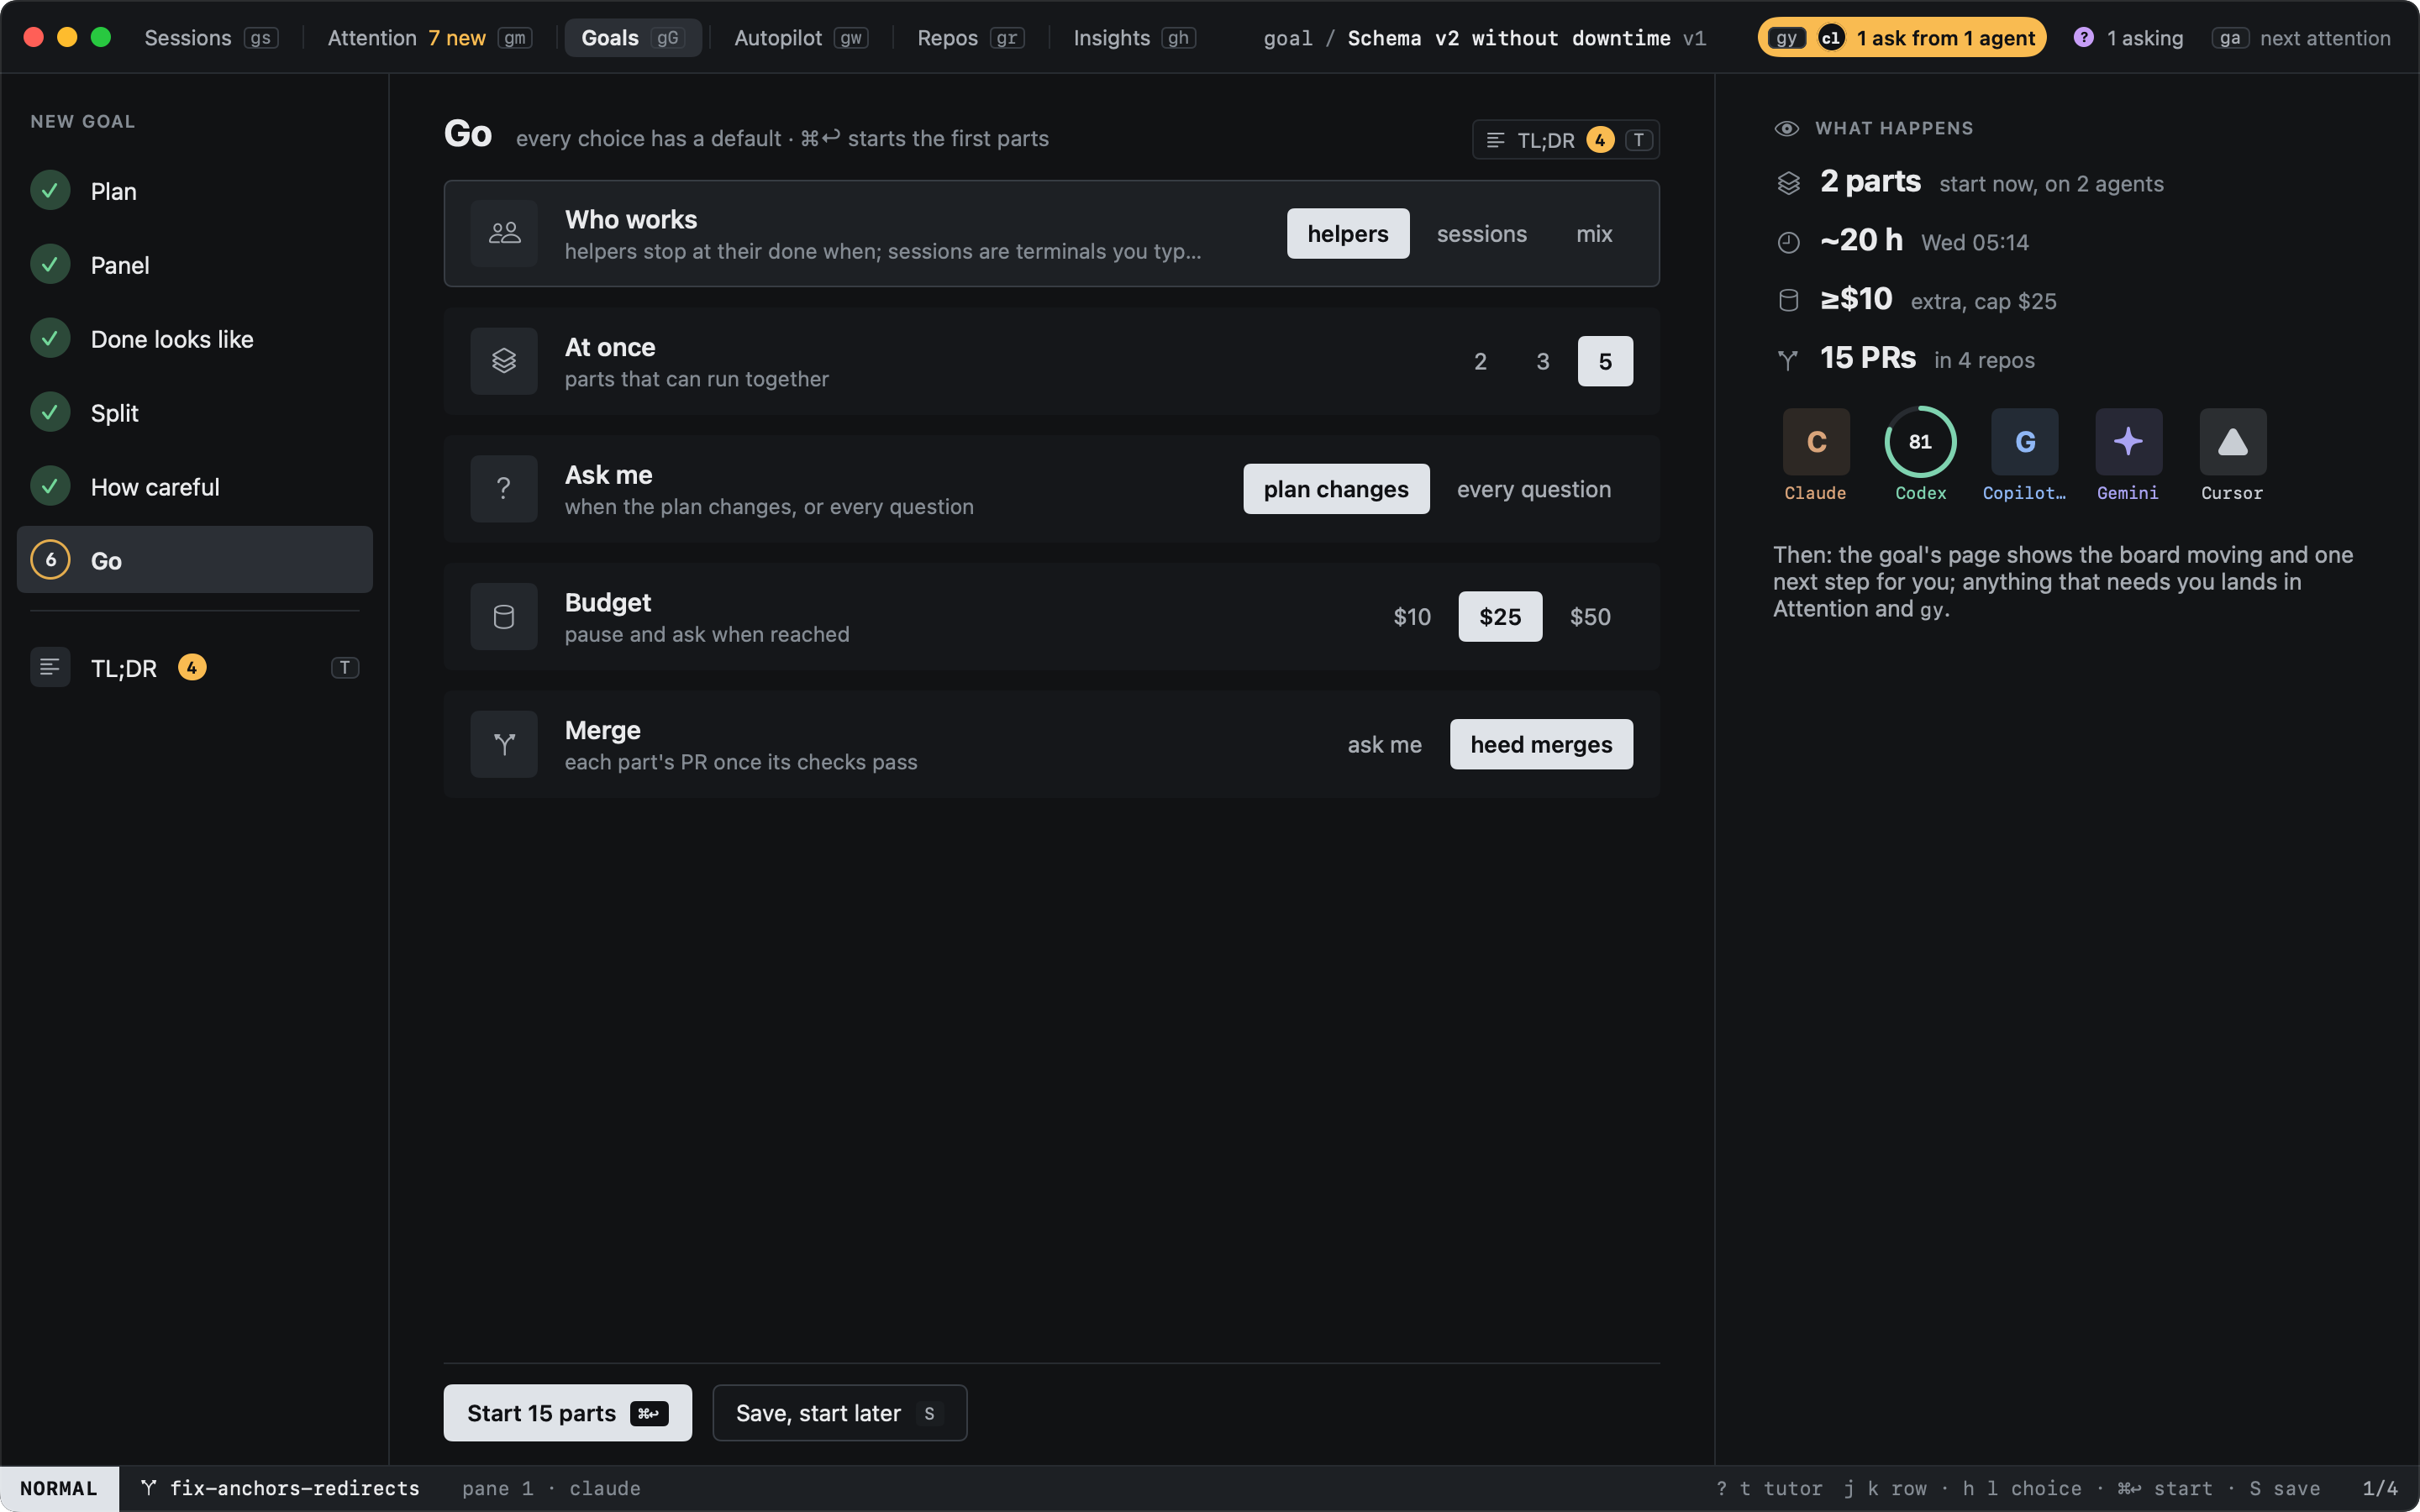 Sessions gs Attention 7 new gm Goals gG Autopilot gw Repos gr Insights gh goal / Schema v2 without downtime v1 gy cl 1 ask from 1 agent ? 1 asking ga next attention
NEW GOAL
Plan
Panel
Done looks like
Split
How careful
6 Go
TL;DR 4 T
Go every choice has a default · ⌘↩ starts the first parts TL;DR 4 T
Who works
helpers stop at their done when; sessions are terminals you typ…
helpers sessions mix
At once
parts that can run together
2 3 5
? Ask me
when the plan changes, or every question
plan changes every question
Budget
pause and ask when reached
$10 $25 $50
Merge
each part's PR once its checks pass
ask me heed merges
Start 15 parts ⌘↩ Save, start later S
WHAT HAPPENS
2 parts start now, on 2 agents
~20 h Wed 05:14
≥$10 extra, cap $25
15 PRs in 4 repos
C 81 G
Claude Codex Copilot… Gemini Cursor
Then: the goal's page shows the board moving and one
next step for you; anything that needs you lands in
Attention and gy.
NORMAL fix-anchors-redirects pane 1 · claude ? t tutor j k row · h l choice · ⌘↩ start · S save 1/4